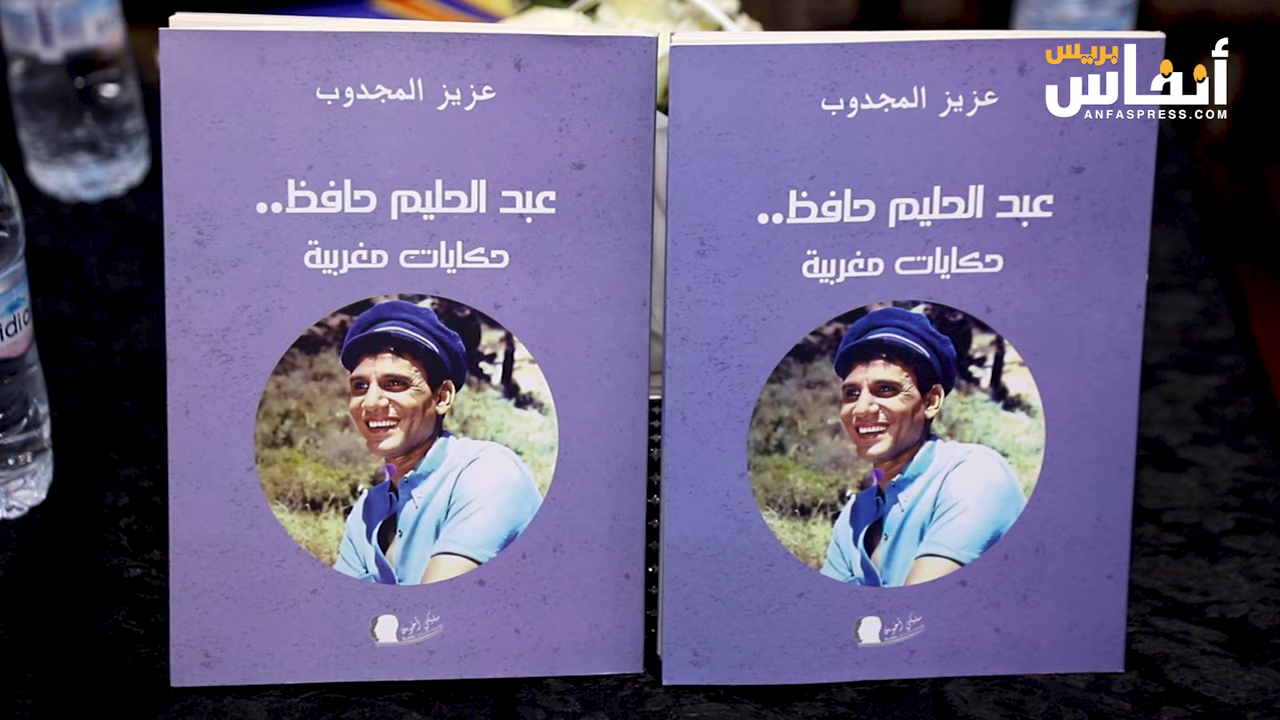 عزيز المجدوب
عبد الحليم حافظ..
حكايات مغربية
عزيز المجدوب
عبد الحليم حافظ..
حكايات مغربية
أنفاس بريس
ANFASPRESS.COM